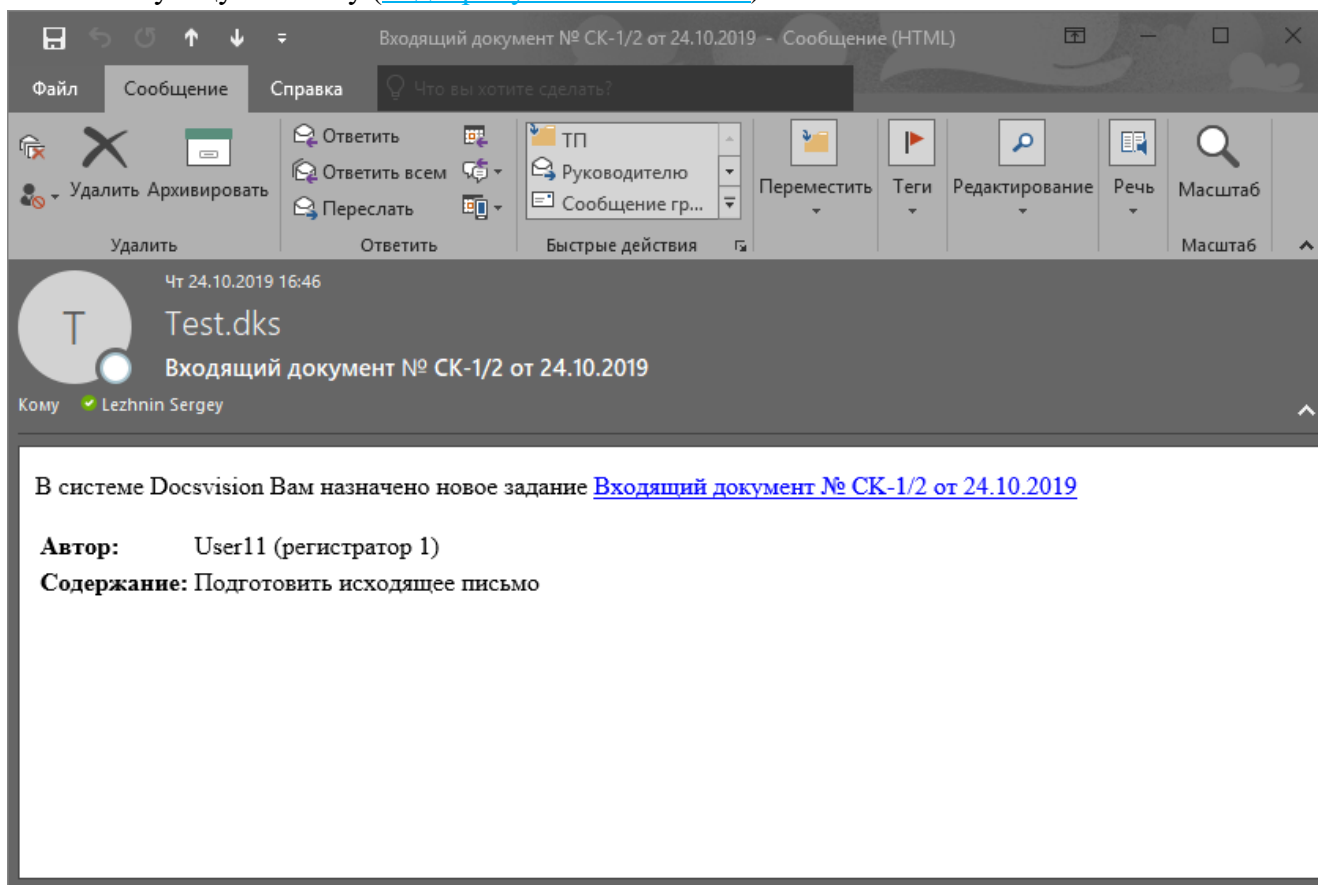 Входящий документ № СК-1/2 от 24.10.2019 – Сообщение (HTML)
Файл Сообщение Справка Что вы хотите сделать?
Удалить Архивировать
Ответить
Ответить всем
Переслать
ТП
Руководителю
Сообщение гр...
Переместить Теги Редактирование Речь Масштаб
Удалить Ответить Быстрые действия Масштаб
Чт 24.10.2019 16:46
T
Test.dks
Входящий документ № СК-1/2 от 24.10.2019
Кому Lezhnin Sergey
В системе Docsvision Вам назначено новое задание Входящий документ № СК-1/2 от 24.10.2019
Автор: User11 (регистратор 1)
Содержание: Подготовить исходящее письмо